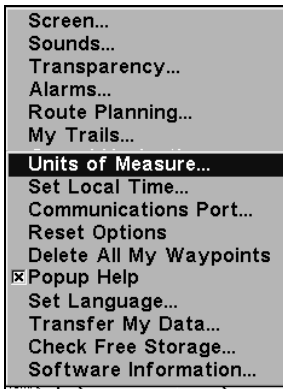 Screen...
Sounds...
Transparency...
Alarms...
Route Planning...
My Trails...
Units of Measure...
Set Local Time...
Communications Port...
Reset Options
Delete All My Waypoints
Popup Help
Set Language...
Transfer My Data...
Check Free Storage...
Software Information...